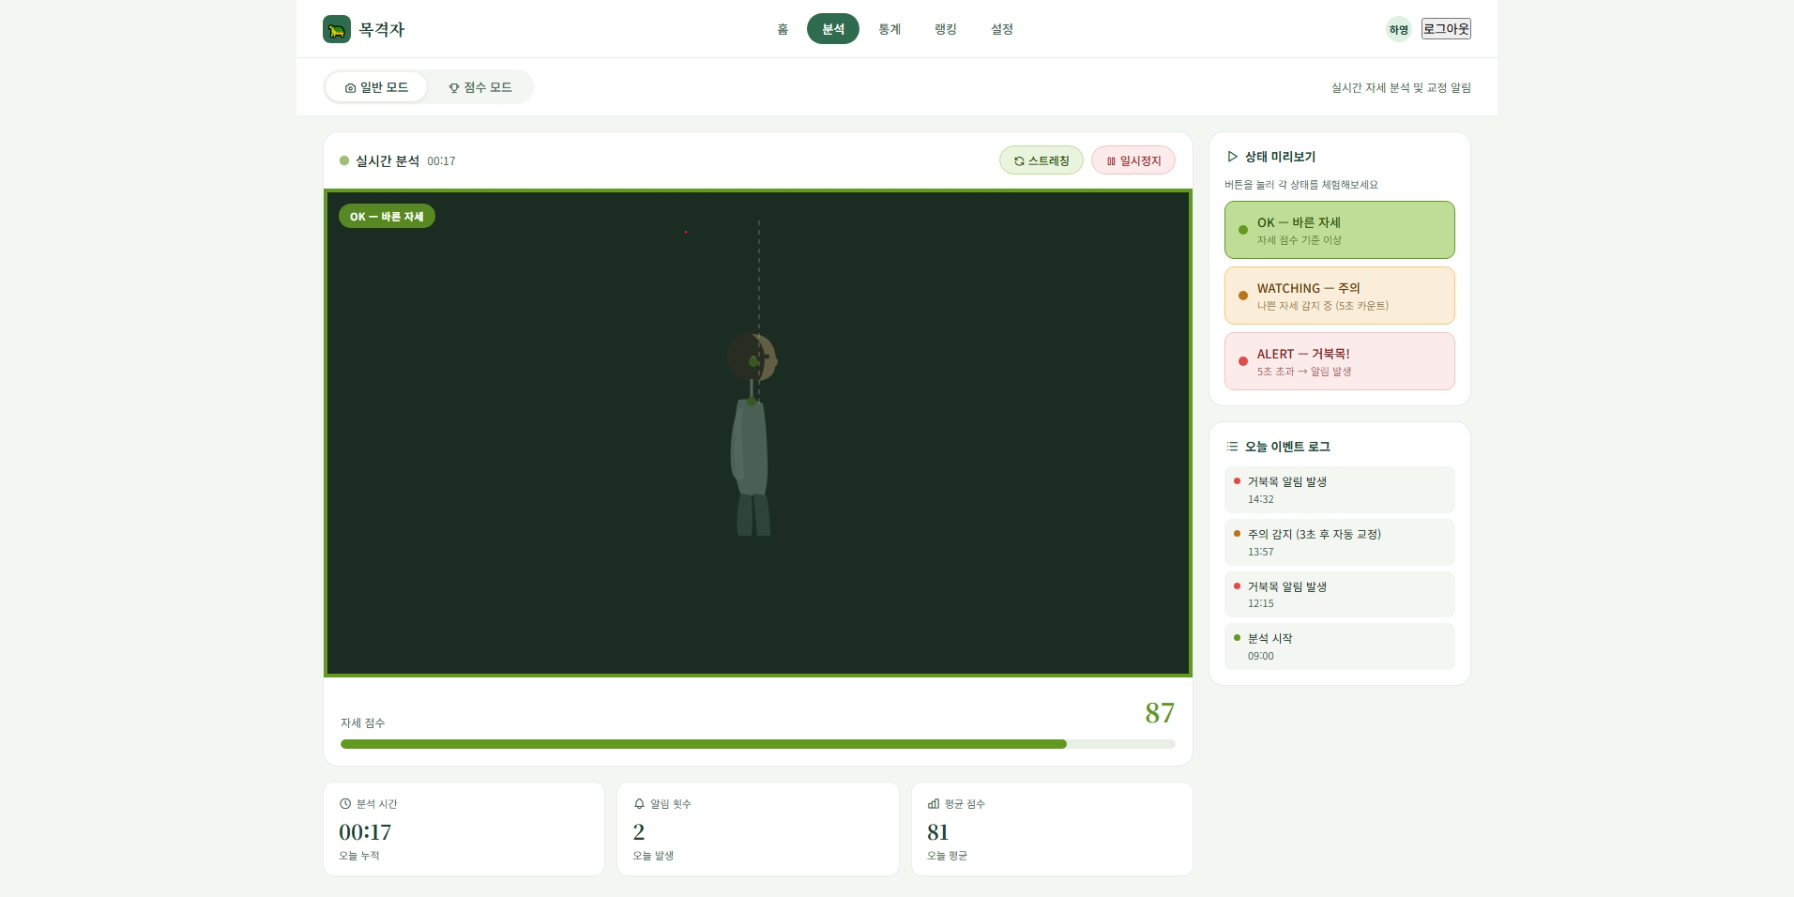 목격자
홈
분석
통계
랭킹
설정
하영
로그아웃
일반 모드
점수 모드
실시간 자세 분석 및 교정 알림
실시간 분석 00:17
스트레칭
일시정지
OK — 바른 자세
자세 점수
87
분석 시간
00:17
오늘 누적
알림 횟수
2
오늘 발생
평균 점수
81
오늘 평균
상태 미리보기
버튼을 눌러 각 상태를 체험해보세요
OK — 바른 자세
자세 점수 기준 이상
WATCHING — 주의
나쁜 자세 감지 중 (5초 카운트)
ALERT — 거북목!
5초 초과 → 알림 발생
오늘 이벤트 로그
거북목 알림 발생
14:32
주의 감지 (3초 후 자동 교정)
13:57
거북목 알림 발생
12:15
분석 시작
09:00